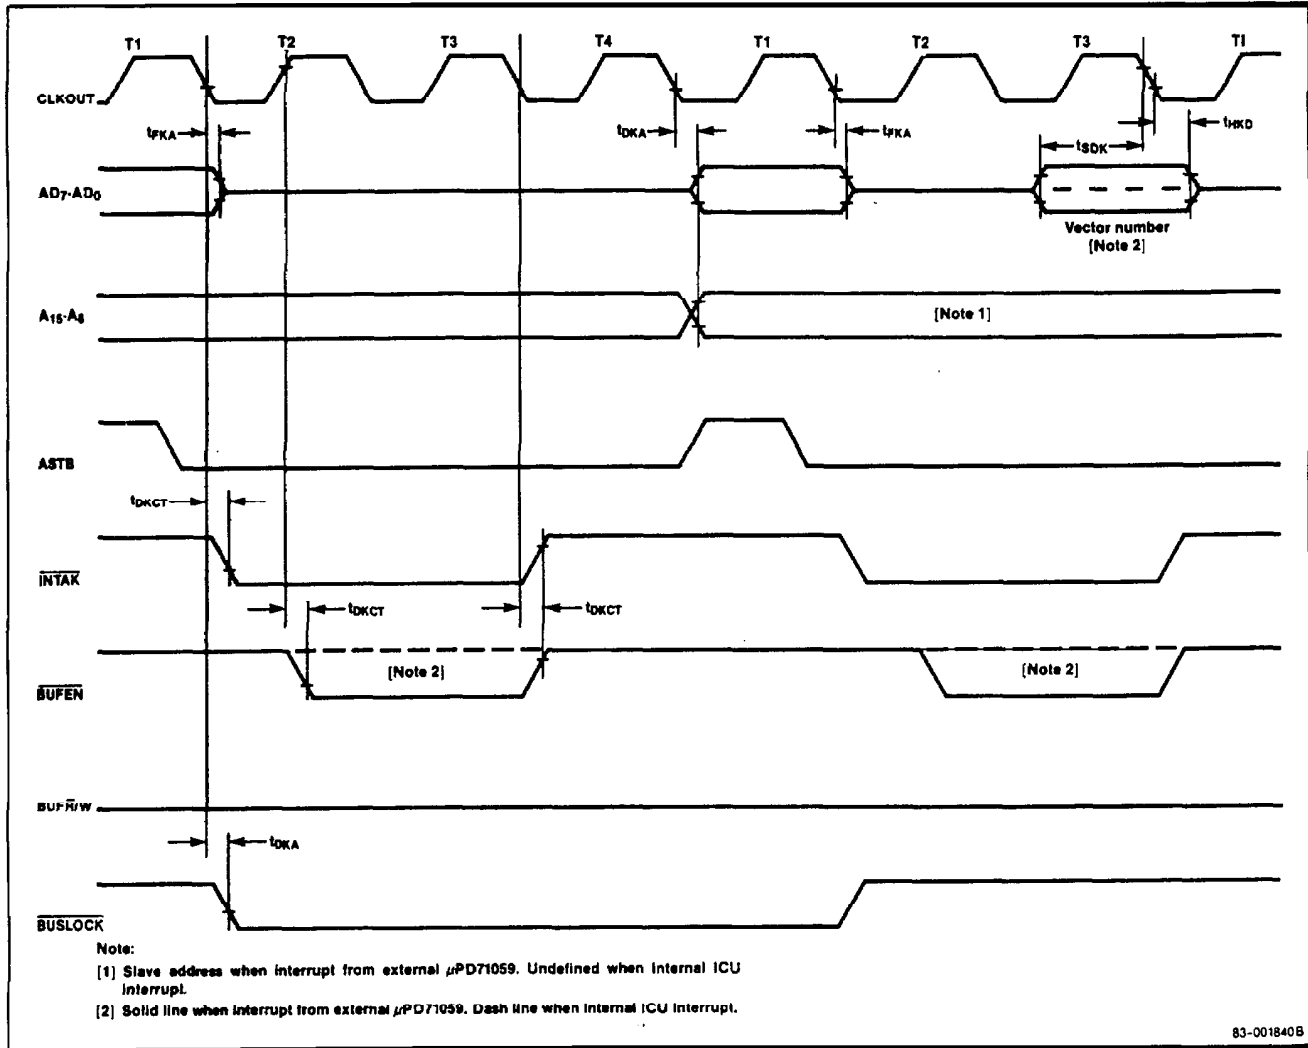 T1 T2 T3 T4 T1 T2 T3 TI
CLKOUT
tFKA tDKA tFKA tSDK tHKD
AD7-AD0
Vector number
[Note 2]
A15-A8
[Note 1]
ASTB
tDKCT
INTAK
tDKCT tDKCT
[Note 2] [Note 2]
BUFEN
BUFR/W
tDKA
BUSLOCK
Note:
[1] Slave address when interrupt from external μPD71059. Undefined when internal ICU
interrupt.
[2] Solid line when interrupt from external μPD71059. Dash line when internal ICU interrupt.
83-001840B